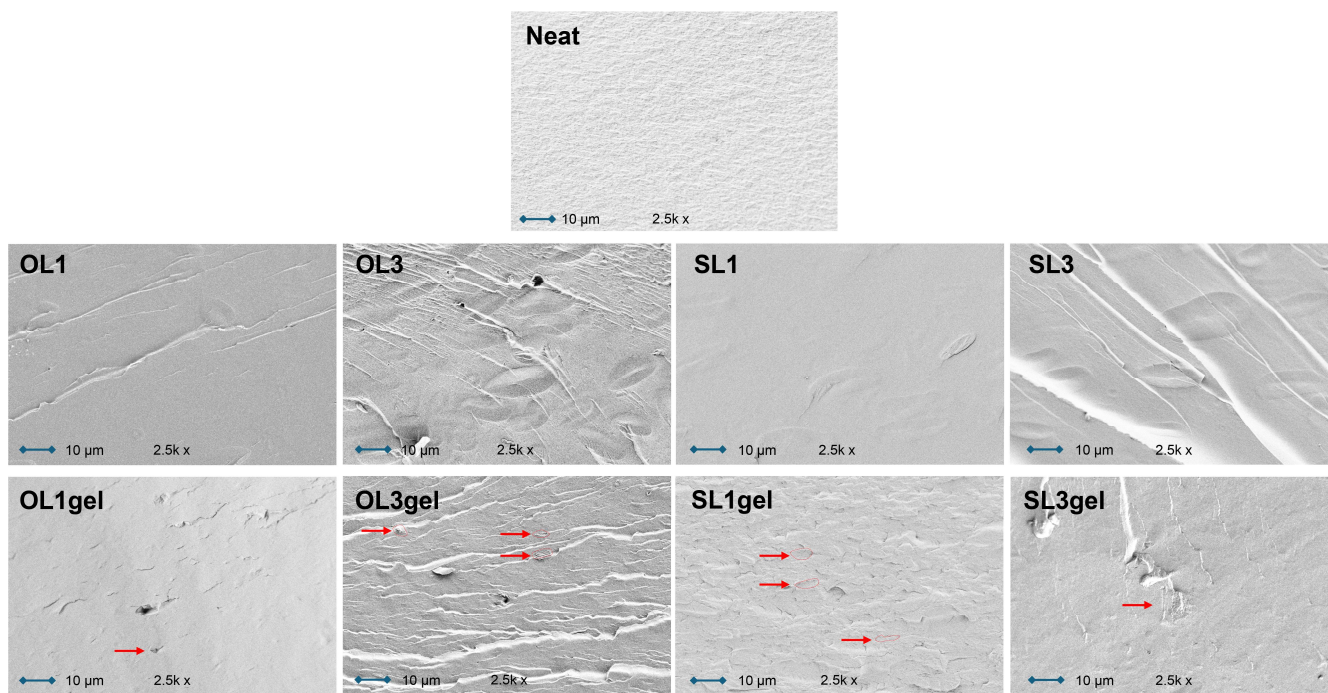 Neat
10 µm 2.5k x
OL1
10 µm 2.5k x
OL3
10 µm 2.5k x
SL1
10 µm 2.5k x
SL3
10 µm 2.5k x
OL1gel
10 µm 2.5k x
OL3gel
10 µm 2.5k x
SL1gel
10 µm 2.5k x
SL3gel
10 µm 2.5k x